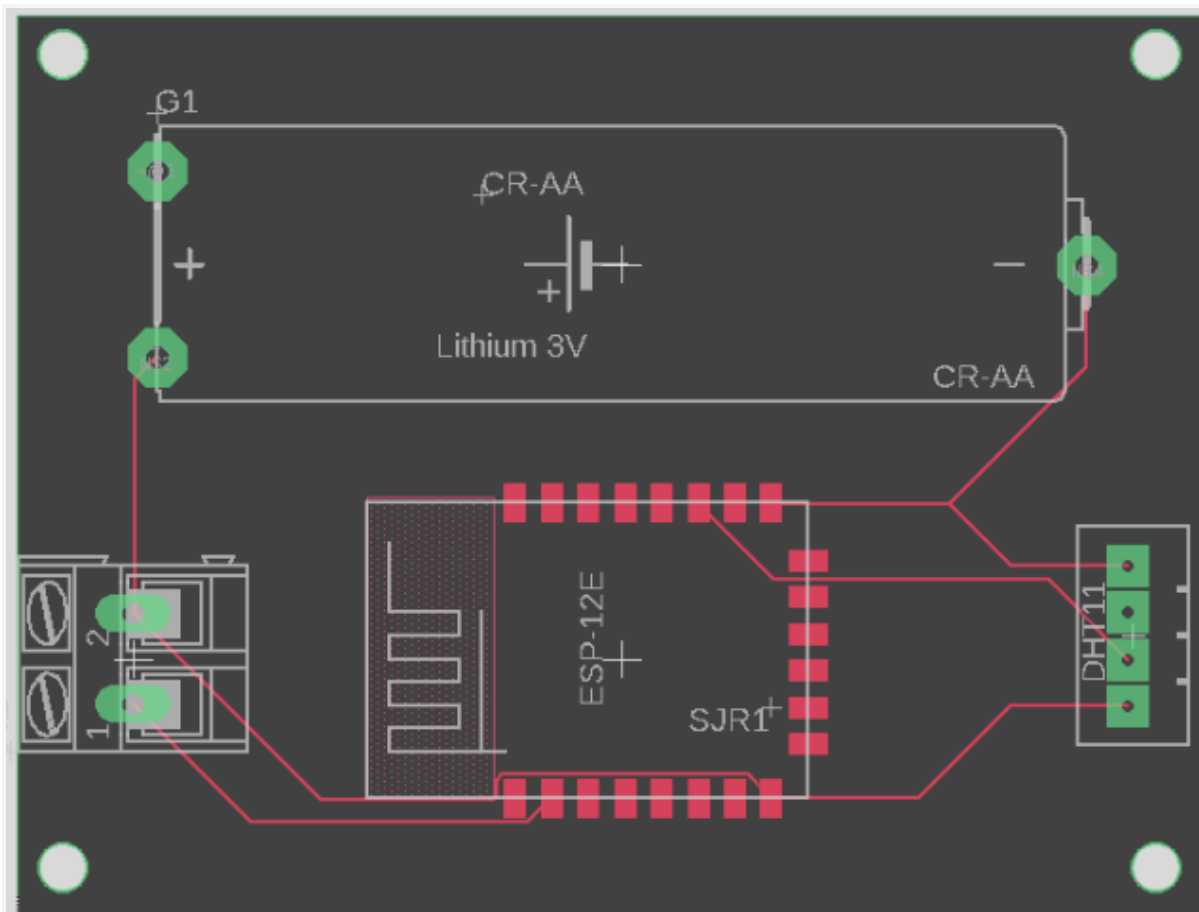 G1
CR-AA
+
-
+
Lithium 3V
CR-AA
ESP-12E
DHT11
2
SJR1
1